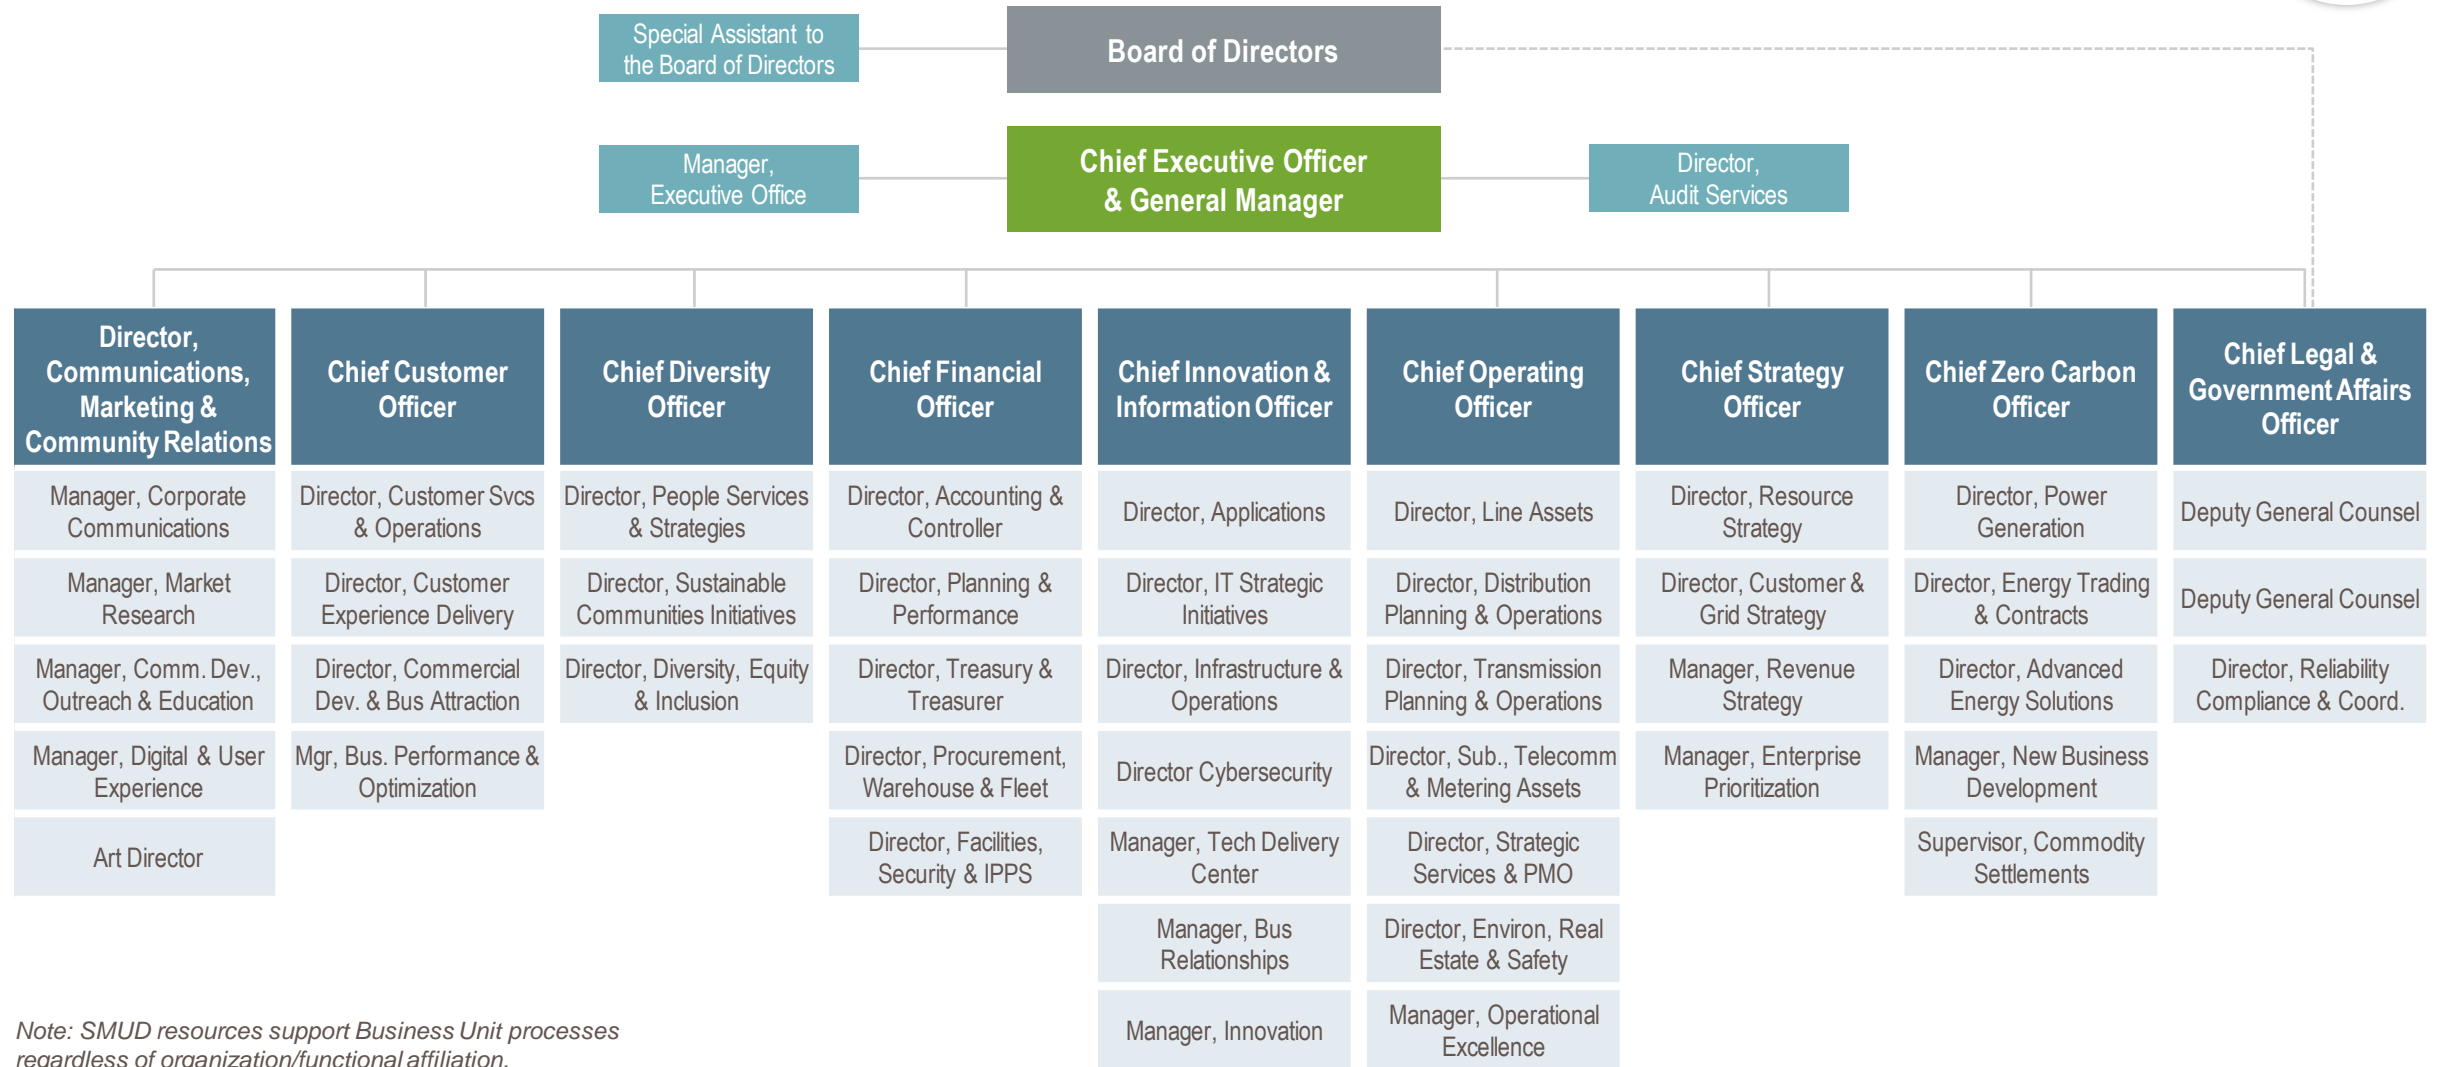 Special Assistant to
the Board of Directors
Board of Directors
Manager,
Executive Office
Chief Executive Officer
& General Manager
Director,
Audit Services
Director,
Communications,
Marketing &
Community Relations
Manager, Corporate
Communications
Manager, Market
Research
Manager, Comm. Dev.,
Outreach & Education
Manager, Digital & User
Experience
Art Director
Chief Customer
Officer
Director, Customer Svcs
& Operations
Director, Customer
Experience Delivery
Director, Commercial
Dev. & Bus Attraction
Mgr, Bus. Performance &
Optimization
Chief Diversity
Officer
Director, People Services
& Strategies
Director, Sustainable
Communities Initiatives
Director, Diversity, Equity
& Inclusion
Chief Financial
Officer
Director, Accounting &
Controller
Director, Planning &
Performance
Director, Treasury &
Treasurer
Director, Procurement,
Warehouse & Fleet
Director, Facilities,
Security & IPPS
Chief Innovation &
Information Officer
Director, Applications
Director, IT Strategic
Initiatives
Director, Infrastructure &
Operations
Director Cybersecurity
Manager, Tech Delivery
Center
Manager, Bus
Relationships
Manager, Innovation
Chief Operating
Officer
Director, Line Assets
Director, Distribution
Planning & Operations
Director, Transmission
Planning & Operations
Director, Sub., Telecomm
& Metering Assets
Director, Strategic
Services & PMO
Director, Environ, Real
Estate & Safety
Manager, Operational
Excellence
Chief Strategy
Officer
Director, Resource
Strategy
Director, Customer &
Grid Strategy
Manager, Revenue
Strategy
Manager, Enterprise
Prioritization
Chief Zero Carbon
Officer
Director, Power
Generation
Director, Energy Trading
& Contracts
Director, Advanced
Energy Solutions
Manager, New Business
Development
Supervisor, Commodity
Settlements
Chief Legal &
Government Affairs
Officer
Deputy General Counsel
Deputy General Counsel
Director, Reliability
Compliance & Coord.
Note: SMUD resources support Business Unit processes
regardless of organization/functional affiliation.